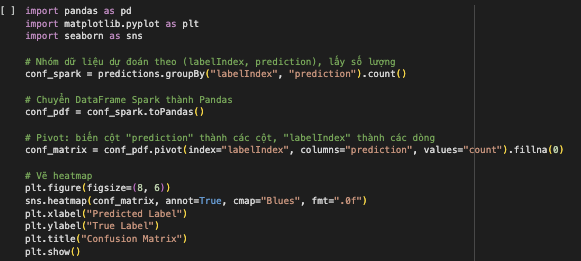 [ ] import pandas as pd
import matplotlib.pyplot as plt
import seaborn as sns
# Nhóm dữ liệu dự đoán theo (labelIndex, prediction), lấy số lượng
conf_spark = predictions.groupBy("labelIndex", "prediction").count()
# Chuyển DataFrame Spark thành Pandas
conf_pdf = conf_spark.toPandas()
# Pivot: biến cột "prediction" thành các cột, "labelIndex" thành các dòng
conf_matrix = conf_pdf.pivot(index="labelIndex", columns="prediction", values="count").fillna(0)
# Vẽ heatmap
plt.figure(figsize=(8, 6))
sns.heatmap(conf_matrix, annot=True, cmap="Blues", fmt=".0f")
plt.xlabel("Predicted Label")
plt.ylabel("True Label")
plt.title("Confusion Matrix")
plt.show()